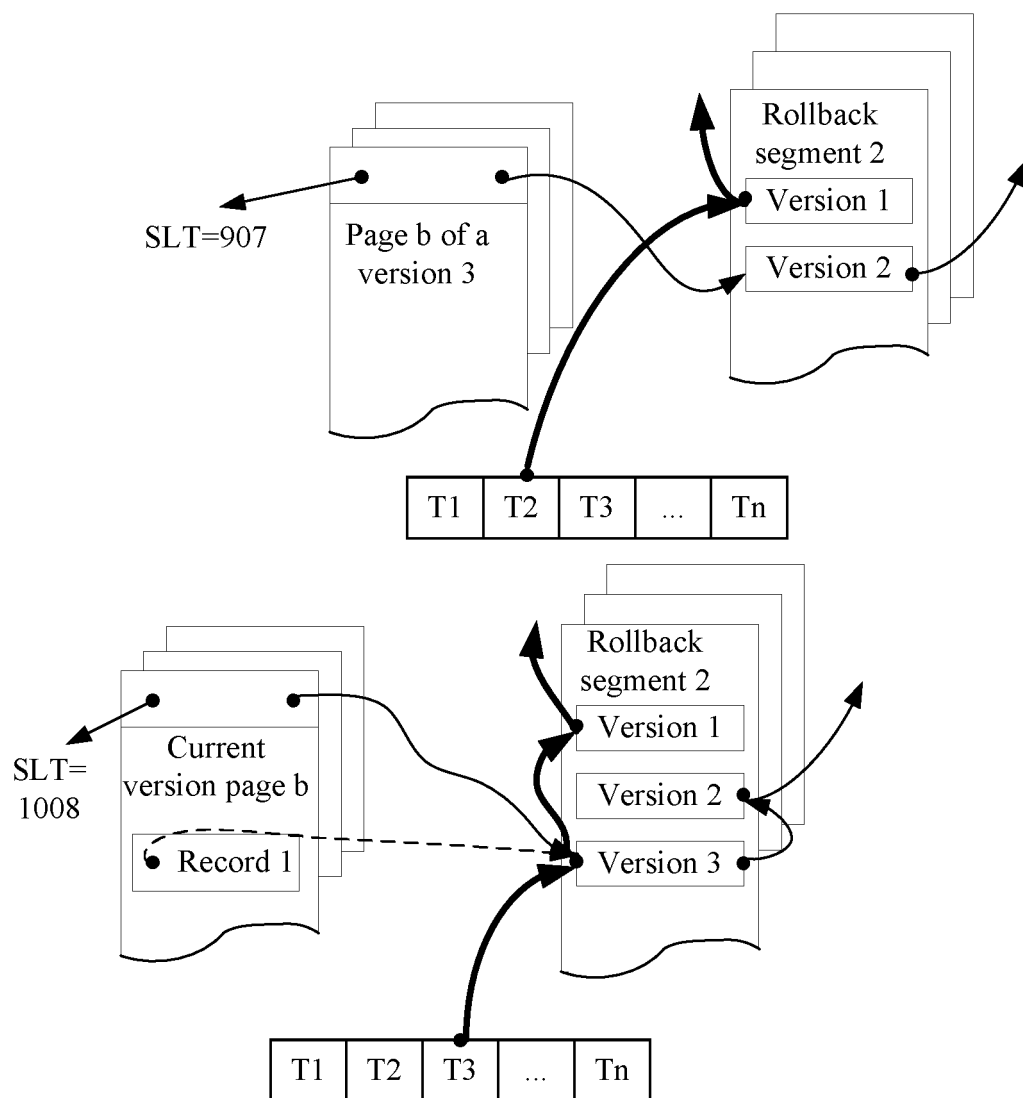 Rollback
segment 2
Version 1
Version 2
SLT=907
Page b of a
version 3
T1 T2 T3 ... Tn
Rollback
segment 2
Version 1
Version 2
Version 3
SLT=
1008
Current
version page b
Record 1
T1 T2 T3 ... Tn